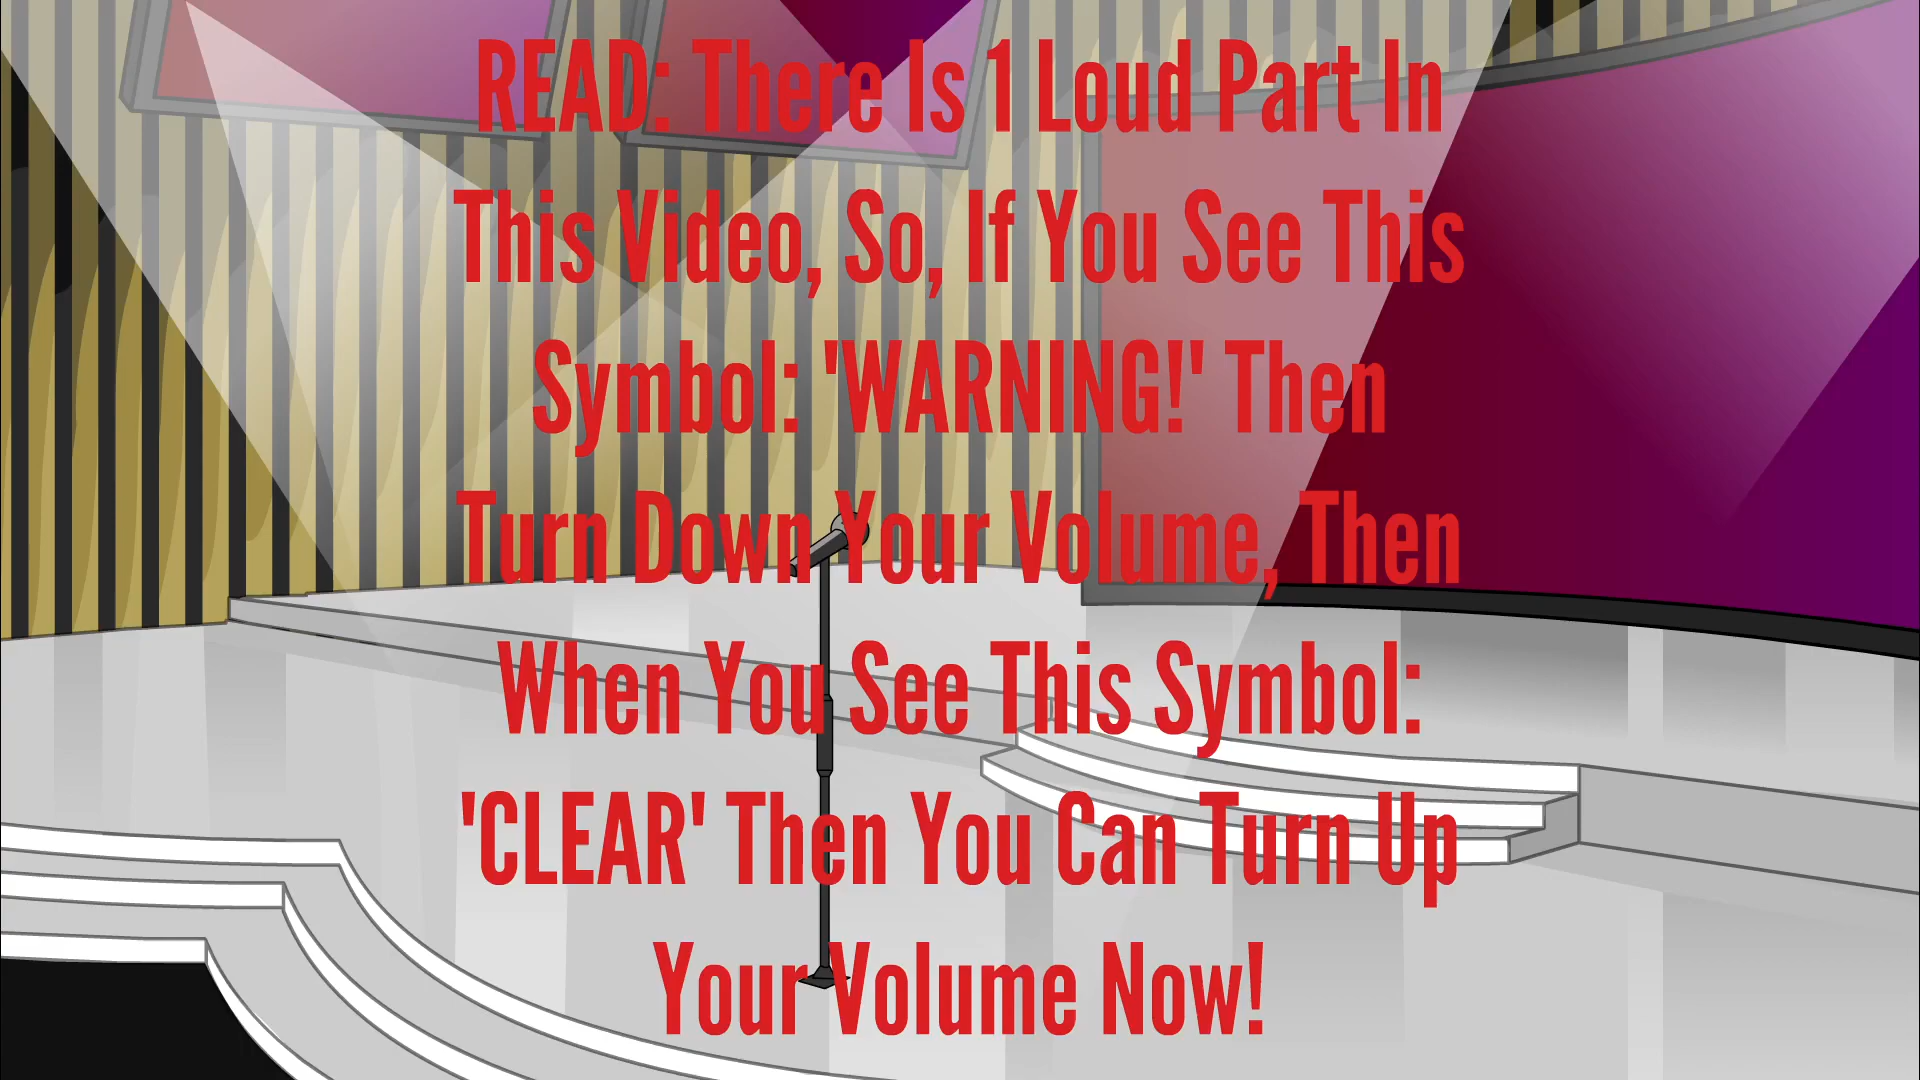 READ: There Is 1 Loud Part In
This Video, So, If You See This
Symbol: 'WARNING!' Then
Turn Down Your Volume, Then
When You See This Symbol:
'CLEAR' Then You Can Turn Up
Your Volume Now!